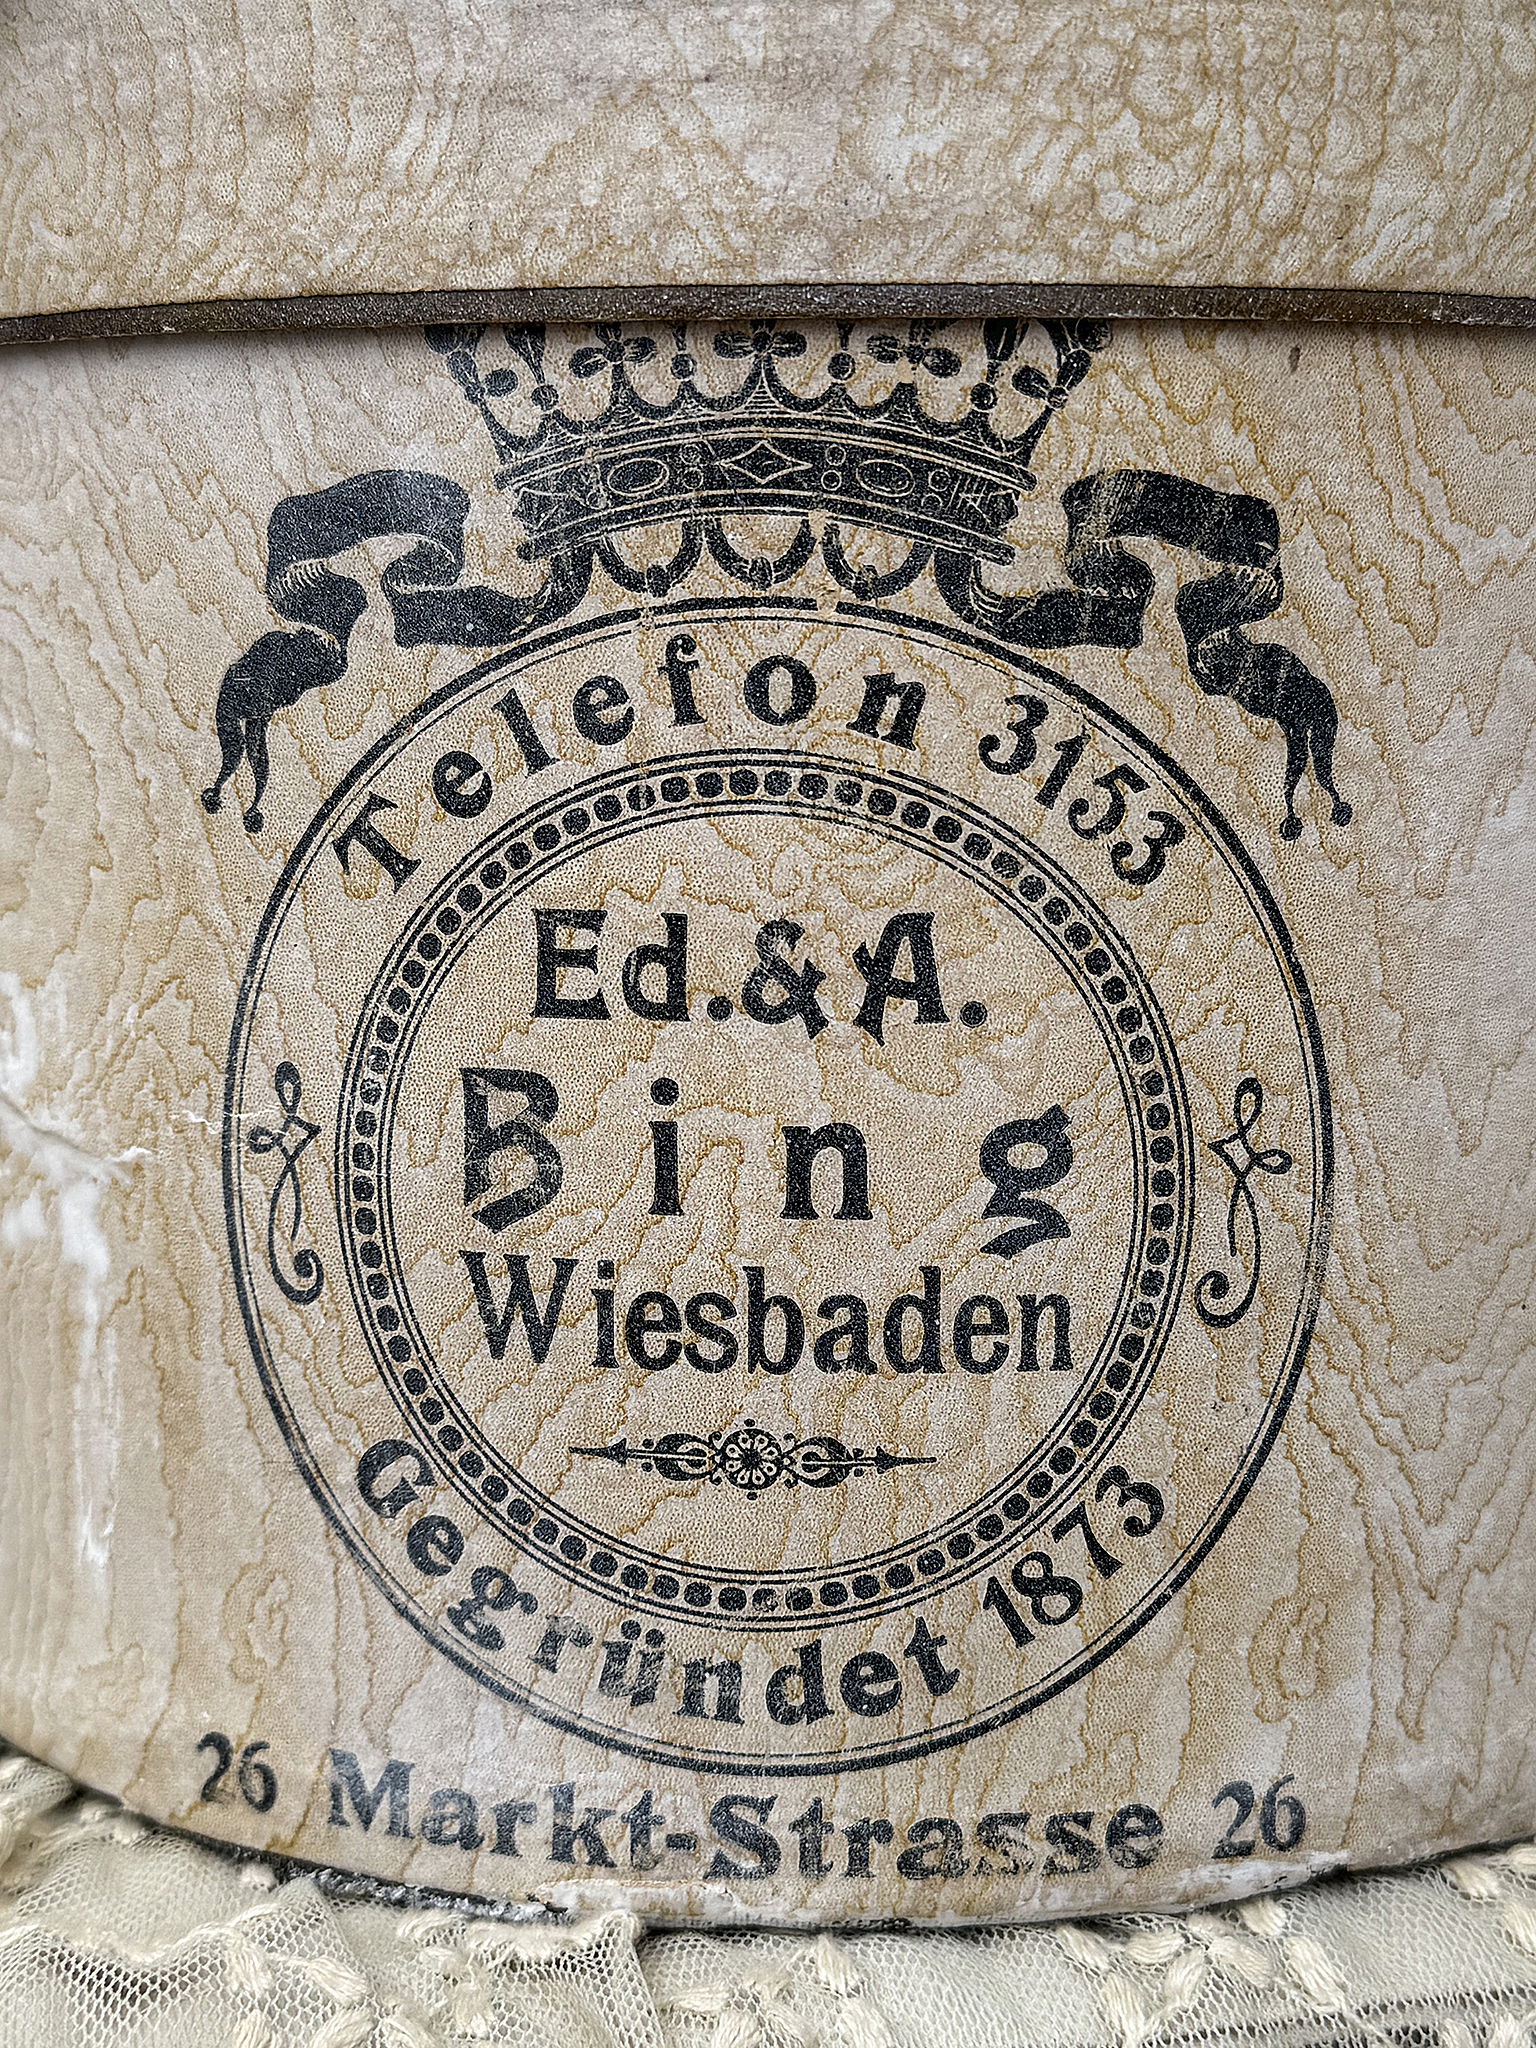 Telefon 3153
Ed. & A.
Bing
Wiesbaden
Gegründet 1873
26 Markt-Strasse 26